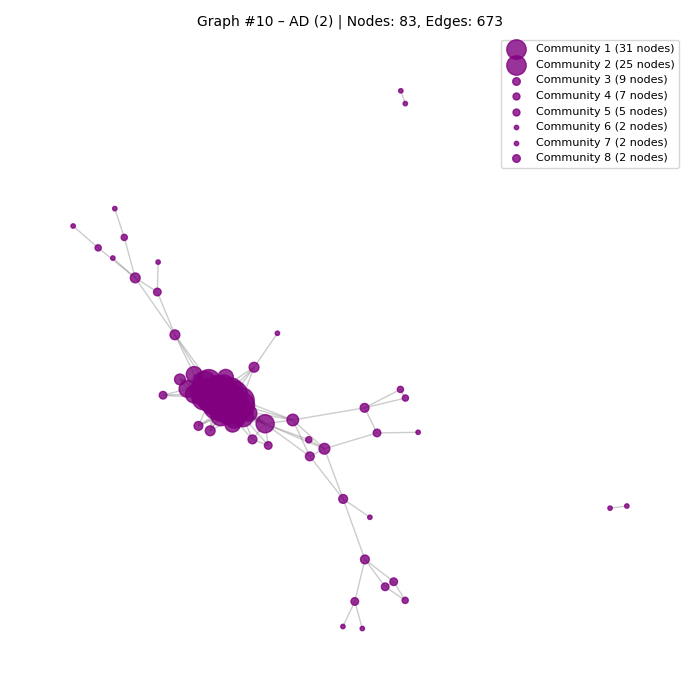 Graph #10 – AD (2) | Nodes: 83, Edges: 673
Community 1 (31 nodes)
Community 2 (25 nodes)
Community 3 (9 nodes)
Community 4 (7 nodes)
Community 5 (5 nodes)
Community 6 (2 nodes)
Community 7 (2 nodes)
Community 8 (2 nodes)